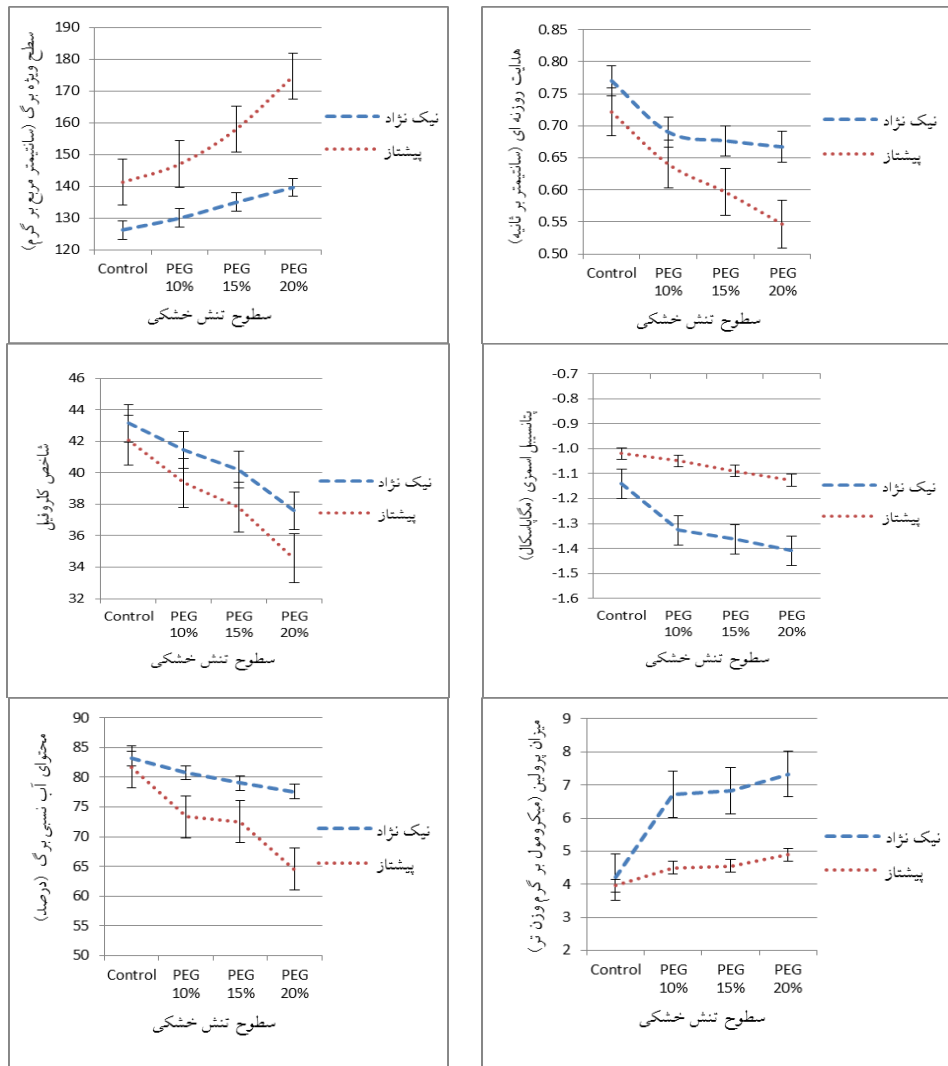 سطح ویژه برگ (سانتیمتر مربع بر گرم)
190
180
170
160
150
140
130
120
Control
PEG
10%
PEG
15%
PEG
20%
سطوح تنش خشکی
نیک نژاد
پیشتاز
هدایت روزنه ای (سانتیمتر بر ثانیه)
0.85
0.80
0.75
0.70
0.65
0.60
0.55
0.50
Control
PEG
10%
PEG
15%
PEG
20%
سطوح تنش خشکی
نیک نژاد
پیشتاز
شاخص کلروفیل
46
44
42
40
38
36
34
32
Control
PEG
10%
PEG
15%
PEG
20%
سطوح تنش خشکی
نیک نژاد
پیشتاز
پتانسیل اسمزی (مگاپاسکال)
-0.7
-0.8
-0.9
-1.0
-1.1
-1.2
-1.3
-1.4
-1.5
-1.6
Control
PEG
10%
PEG
15%
PEG
20%
سطوح تنش خشکی
نیک نژاد
پیشتاز
محتوای آب نسبی برگ (درصد)
90
85
80
75
70
65
60
55
50
Control
PEG
10%
PEG
15%
PEG
20%
سطوح تنش خشکی
نیک نژاد
پیشتاز
میزان پرولین (میکرومول بر گرم وزن تر)
9
8
7
6
5
4
3
2
Control
PEG
10%
PEG
15%
PEG
20%
سطوح تنش خشکی
نیک نژاد
پیشتاز